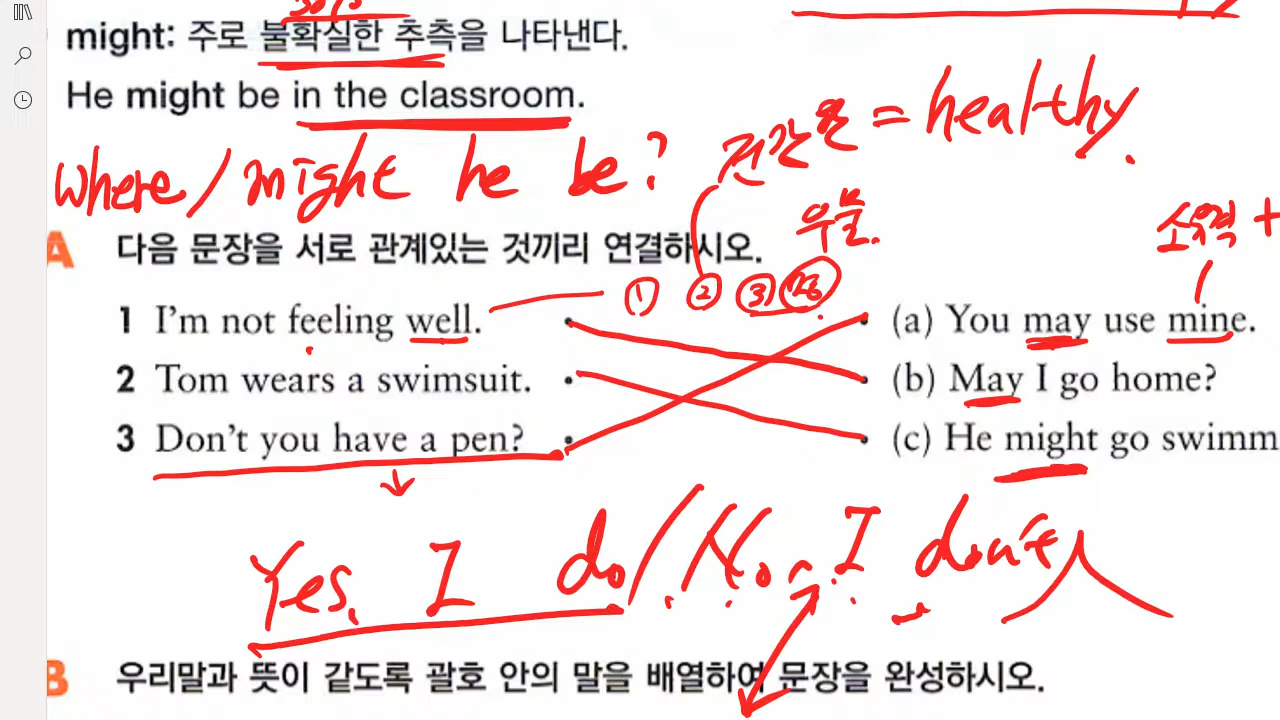 might: 주로 불확실한 추측을 나타낸다.
He might be in the classroom.
건강한 = healthy.
where / might he be?
우물.
소유격 +
A 다음 문장을 서로 관계있는 것끼리 연결하시오.
① ② ③
1 I'm not feeling well. (a) You may use mine.
2 Tom wears a swimsuit. (b) May I go home?
3 Don't you have a pen? (c) He might go swimm
Yes, I do / No, I don't
B 우리말과 뜻이 같도록 괄호 안의 말을 배열하여 문장을 완성하시오.